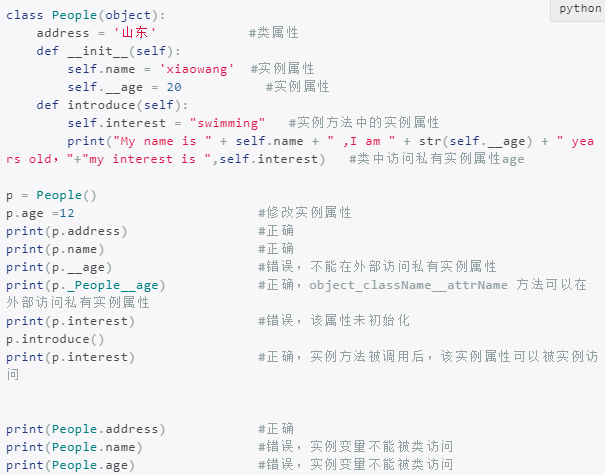 python
class People(object):
    address = '山东'            #类属性
    def __init__(self):
        self.name = 'xiaowang'  #实例属性
        self.__age = 20           #实例属性
    def introduce(self):
        self.interest = "swimming"   #实例方法中的实例属性
        print("My name is " + self.name + " ,I am " + str(self.__age) + " yea
rs old，"+"my interest is ",self.interest)   #类中访问私有实例属性age
p = People()
p.age =12                        #修改实例属性
print(p.address)                 #正确
print(p.name)                    #正确
print(p.__age)                   #错误，不能在外部访问私有实例属性
print(p._People__age)            #正确，object_className__attrName 方法可以在
外部访问私有实例属性
print(p.interest)                #错误，该属性未初始化
p.introduce()
print(p.interest)                #正确，实例方法被调用后，该实例属性可以被实例访
问
print(People.address)            #正确
print(People.name)               #错误，实例变量不能被类访问
print(People.age)                #错误，实例变量不能被类访问